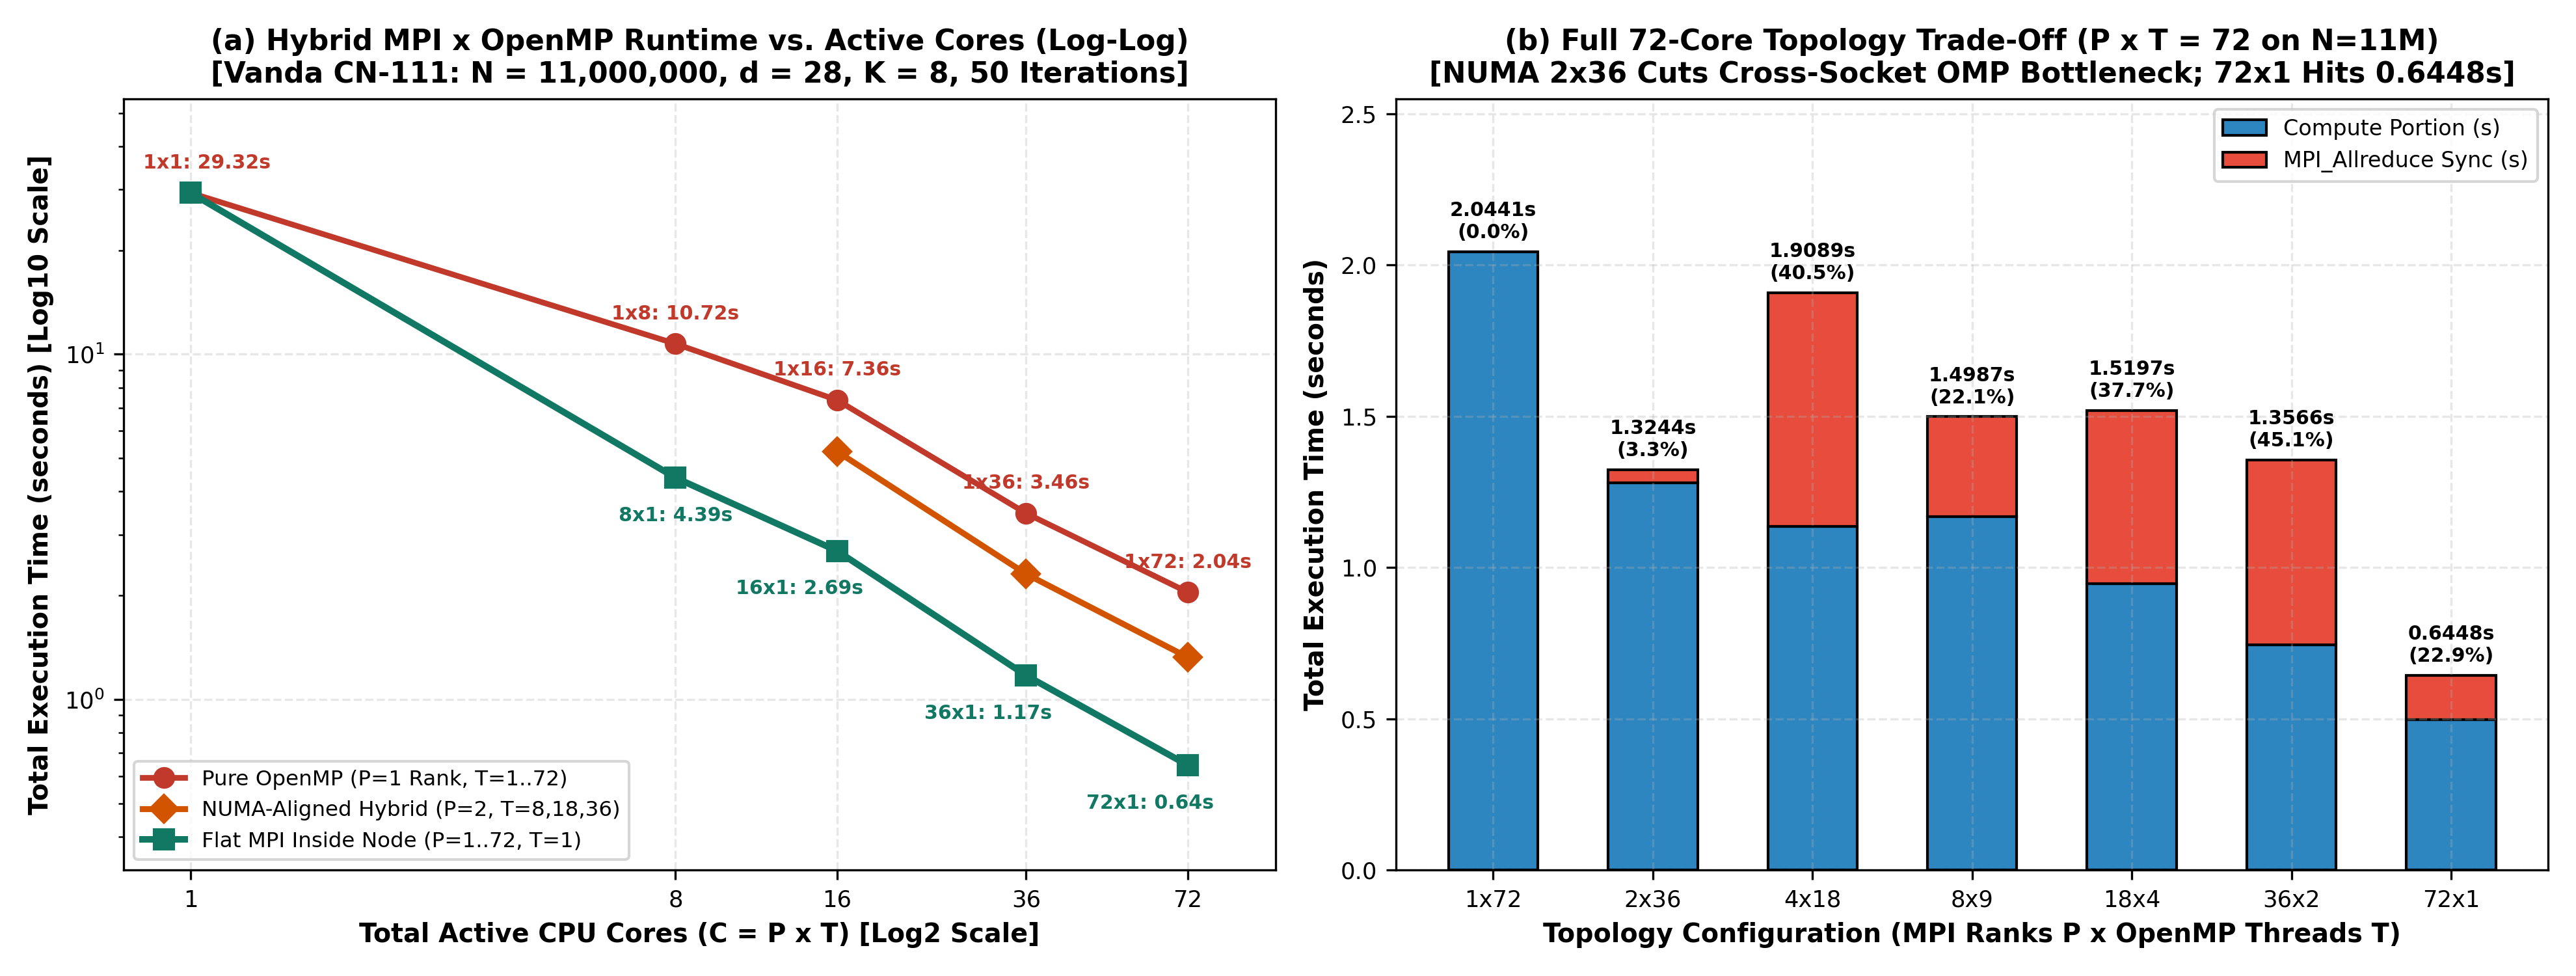 (a) Hybrid MPI x OpenMP Runtime vs. Active Cores (Log-Log)
[Vanda CN-111: N = 11,000,000, d = 28, K = 8, 50 Iterations]
Total Execution Time (seconds) [Log10 Scale]
10¹
10⁰
1x1: 29.32s
1x8: 10.72s
1x16: 7.36s
1x36: 3.46s
1x72: 2.04s
8x1: 4.39s
16x1: 2.69s
36x1: 1.17s
72x1: 0.64s
Pure OpenMP (P=1 Rank, T=1..72)
NUMA-Aligned Hybrid (P=2, T=8,18,36)
Flat MPI Inside Node (P=1..72, T=1)
1 8 16 36 72
Total Active CPU Cores (C = P x T) [Log2 Scale]
(b) Full 72-Core Topology Trade-Off (P x T = 72 on N=11M)
[NUMA 2x36 Cuts Cross-Socket OMP Bottleneck; 72x1 Hits 0.6448s]
Total Execution Time (seconds)
2.5
2.0
1.5
1.0
0.5
0.0
Compute Portion (s)
MPI_Allreduce Sync (s)
2.0441s
(0.0%)
1.3244s
(3.3%)
1.9089s
(40.5%)
1.4987s
(22.1%)
1.5197s
(37.7%)
1.3566s
(45.1%)
0.6448s
(22.9%)
1x72 2x36 4x18 8x9 18x4 36x2 72x1
Topology Configuration (MPI Ranks P x OpenMP Threads T)